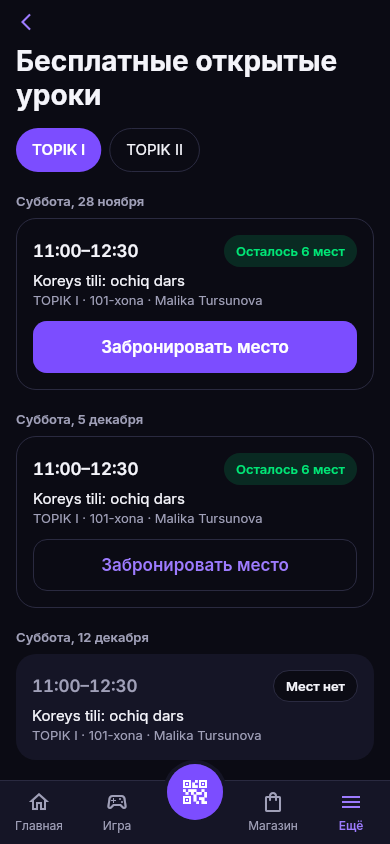 Бесплатные открытые
уроки
TOPIK I
TOPIK II
Суббота, 28 ноября
11:00–12:30
Осталось 6 мест
Koreys tili: ochiq dars
TOPIK I · 101-xona · Malika Tursunova
Забронировать место
Суббота, 5 декабря
11:00–12:30
Осталось 6 мест
Koreys tili: ochiq dars
TOPIK I · 101-xona · Malika Tursunova
Забронировать место
Суббота, 12 декабря
11:00–12:30
Мест нет
Koreys tili: ochiq dars
TOPIK I · 101-xona · Malika Tursunova
Главная
Игра
Магазин
Ещё